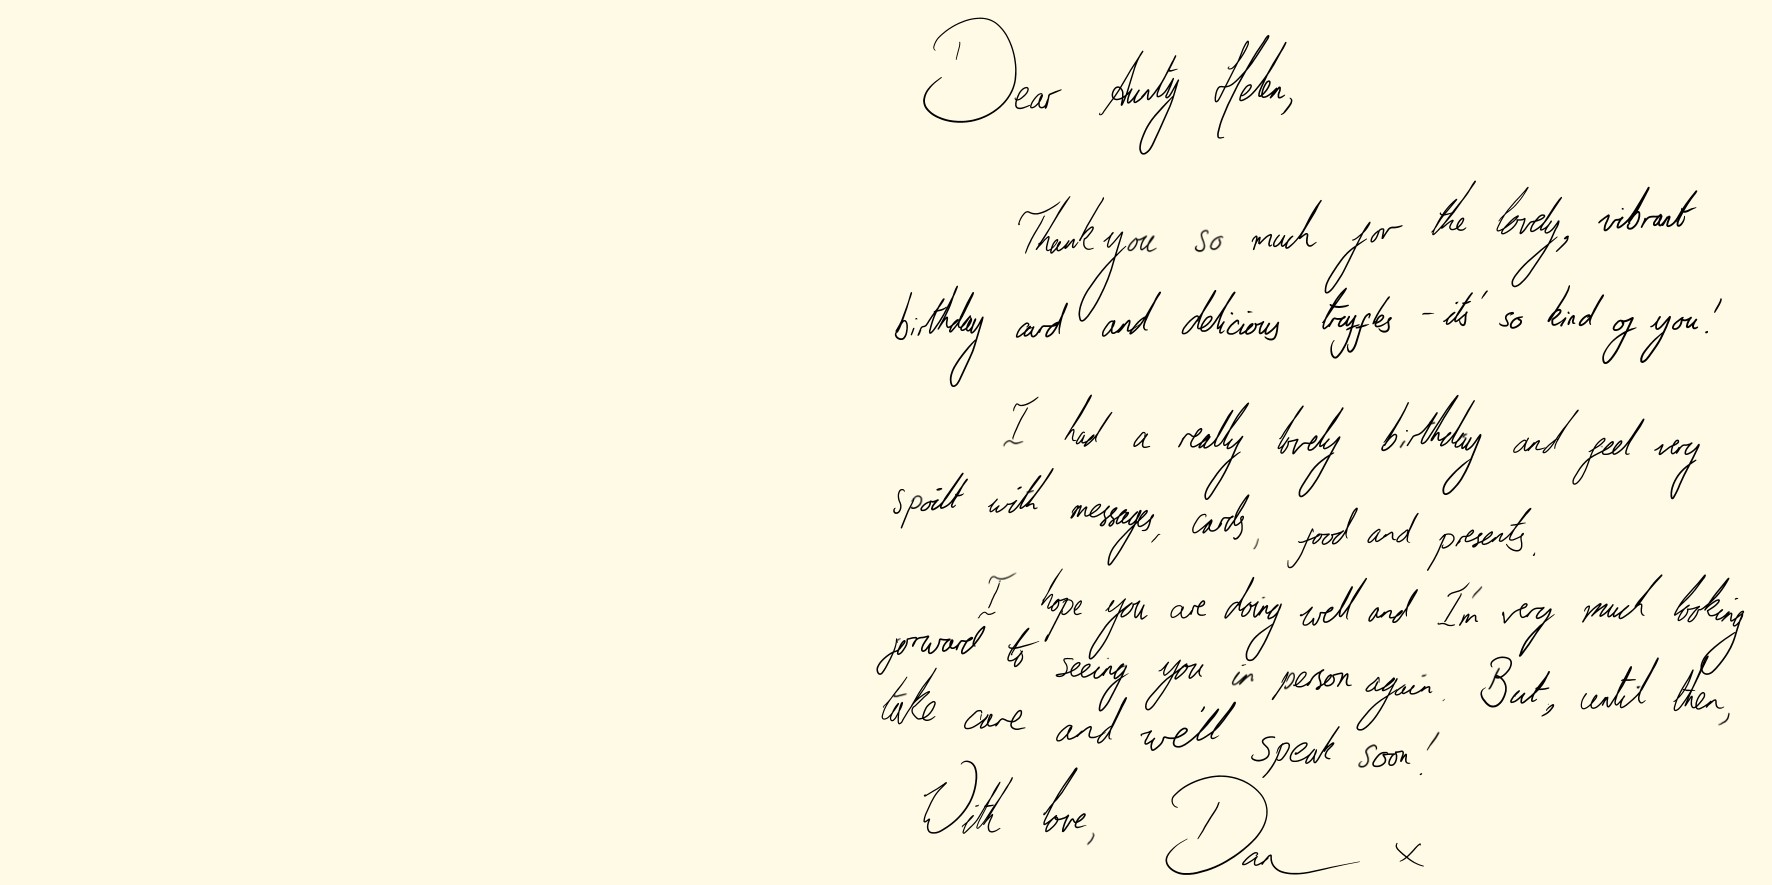 Dear Aunty Helen,
Thank you so much for the lovely, vibrant
birthday card and delicious truffles - it's so kind of you!
I had a really lovely birthday and feel very
spoilt with messages, cards, food and presents.
I hope you are doing well and I'm very much looking
forward to seeing you in person again. But, until then,
take care and we'll speak soon!
With love, Dan x